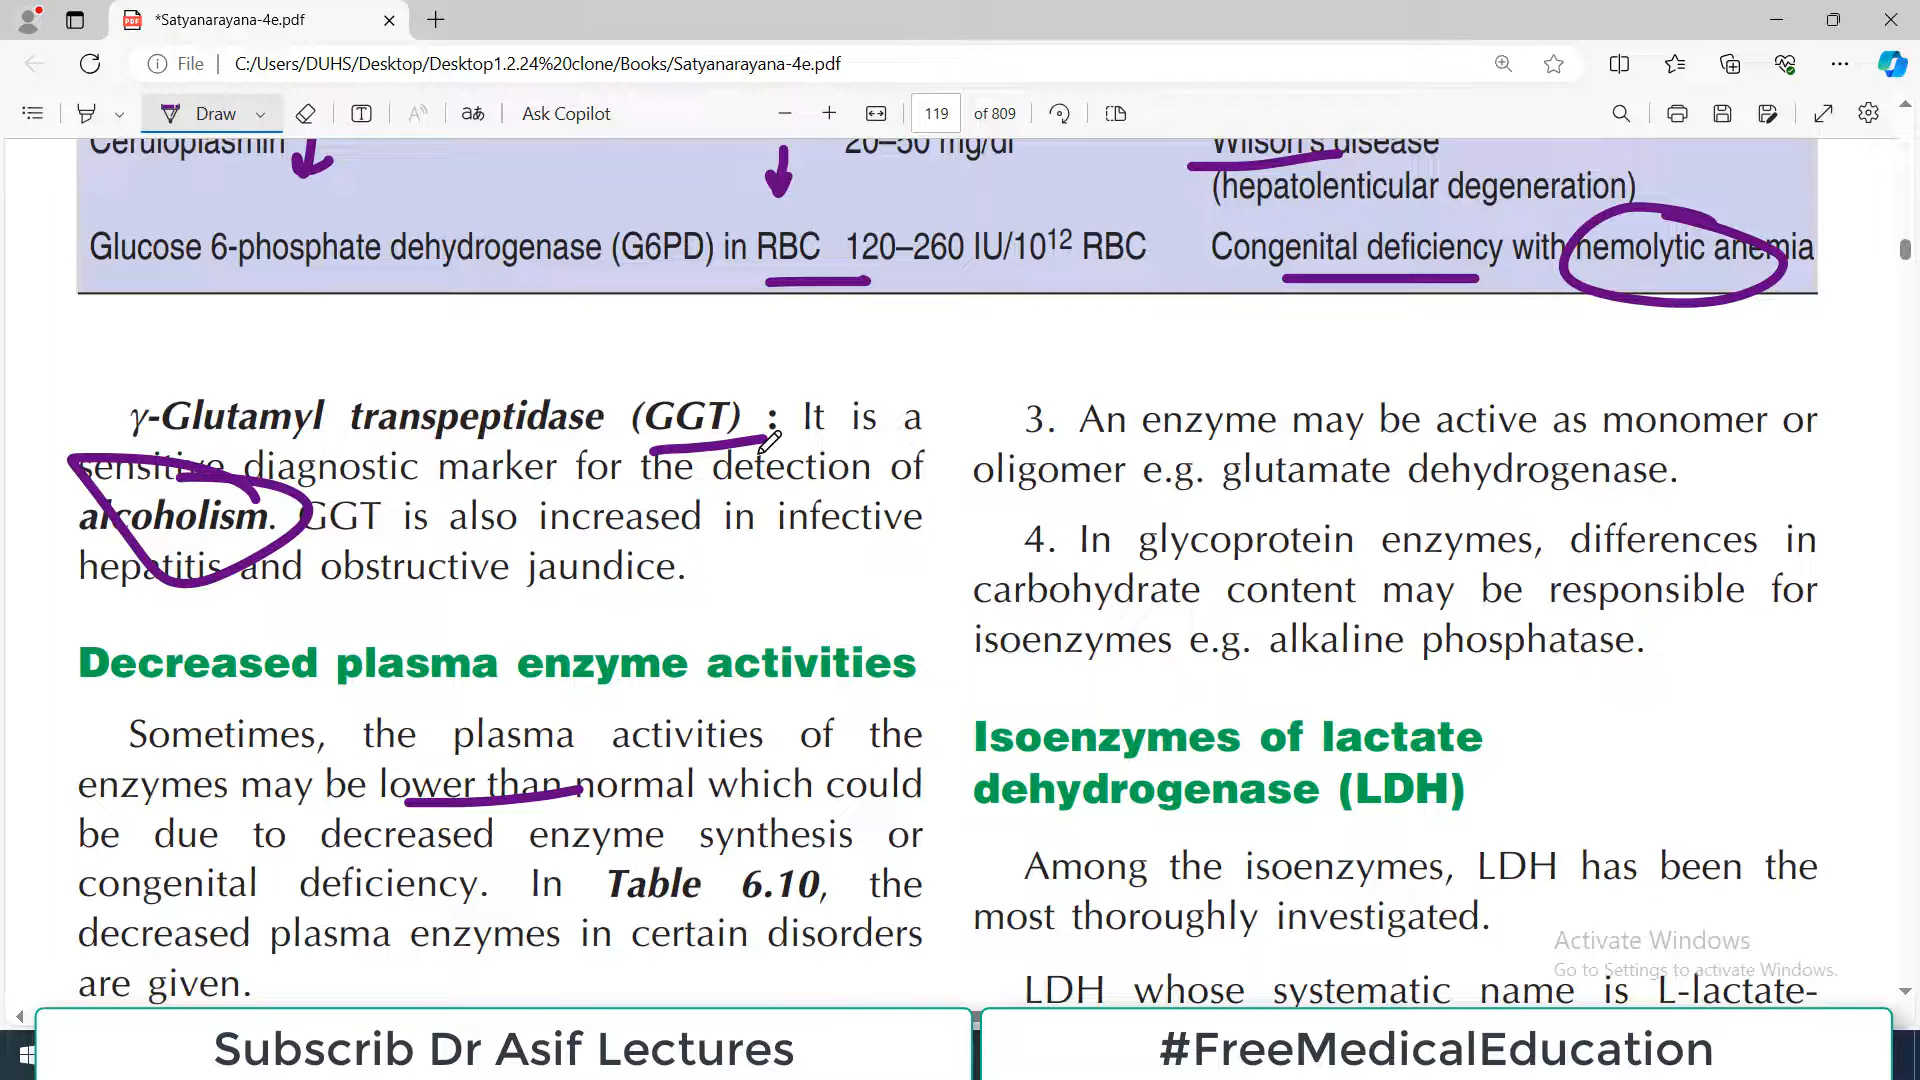 *Satyanarayana-4e.pdf
File
C:/Users/DUHS/Desktop/Desktop1.2.24%20clone/Books/Satyanarayana-4e.pdf
Draw
Ask Copilot
119 of 809
Ceruloplasmin 20–50 mg/dl Wilson's disease
(hepatolenticular degeneration)
Glucose 6-phosphate dehydrogenase (G6PD) in RBC 120–260 IU/10¹² RBC Congenital deficiency with hemolytic anemia
γ-Glutamyl transpeptidase (GGT) : It is a
sensitive diagnostic marker for the detection of
alcoholism. GGT is also increased in infective
hepatitis and obstructive jaundice.
Decreased plasma enzyme activities
Sometimes, the plasma activities of the
enzymes may be lower than normal which could
be due to decreased enzyme synthesis or
congenital deficiency. In Table 6.10, the
decreased plasma enzymes in certain disorders
are given.
3. An enzyme may be active as monomer or
oligomer e.g. glutamate dehydrogenase.
4. In glycoprotein enzymes, differences in
carbohydrate content may be responsible for
isoenzymes e.g. alkaline phosphatase.
Isoenzymes of lactate
dehydrogenase (LDH)
Among the isoenzymes, LDH has been the
most thoroughly investigated.
LDH whose systematic name is L-lactate-
Activate Windows
Go to Settings to activate Windows.
Subscrib Dr Asif Lectures
#FreeMedicalEducation